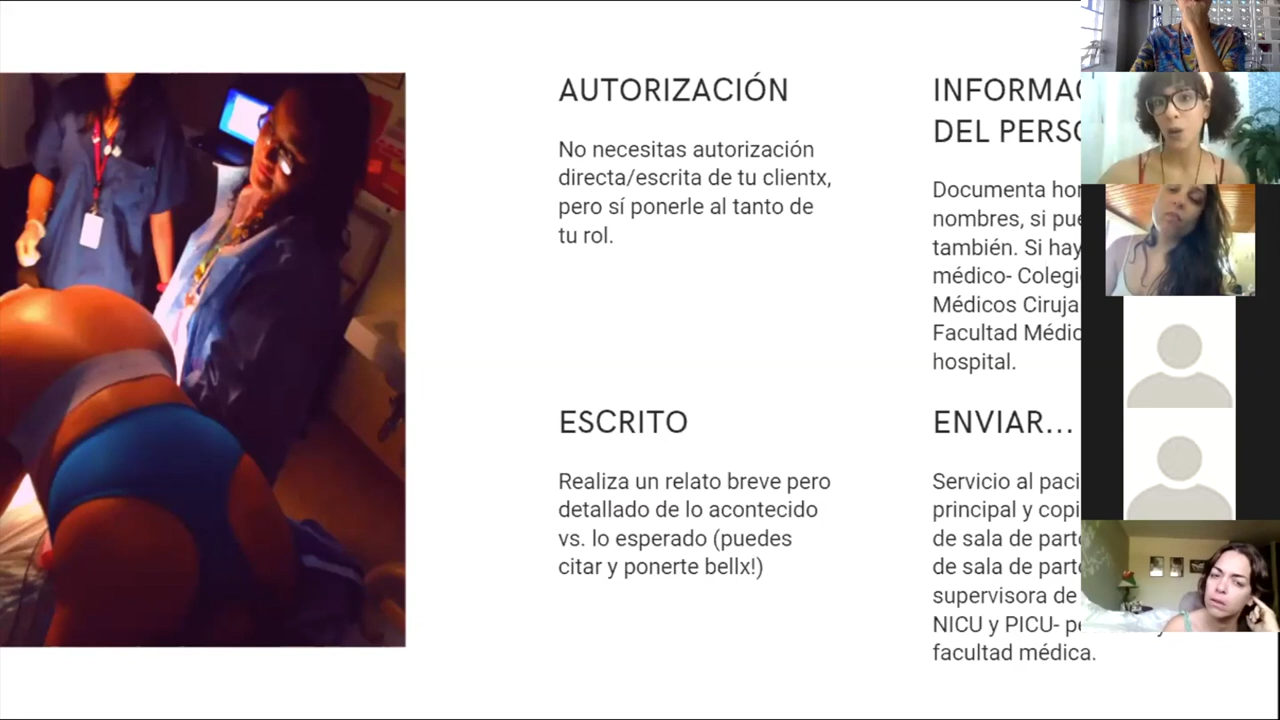 AUTORIZACIÓN
No necesitas autorización
directa/escrita de tu clientx,
pero sí ponerle al tanto de
tu rol.
INFORMAC
DEL PERSO
Documenta
nombres, si
también. Si hay
médico- Colegi
Médicos Ciruja
Facultad Médic
hospital.
ESCRITO
Realiza un relato breve pero
detallado de lo acontecido
vs. lo esperado (puedes
citar y ponerte bellx!)
ENVIAR...
Servicio al paci
principal y copi
de sala de parto
de sala de parto
supervisora de
NICU y PICU-
facultad médica.